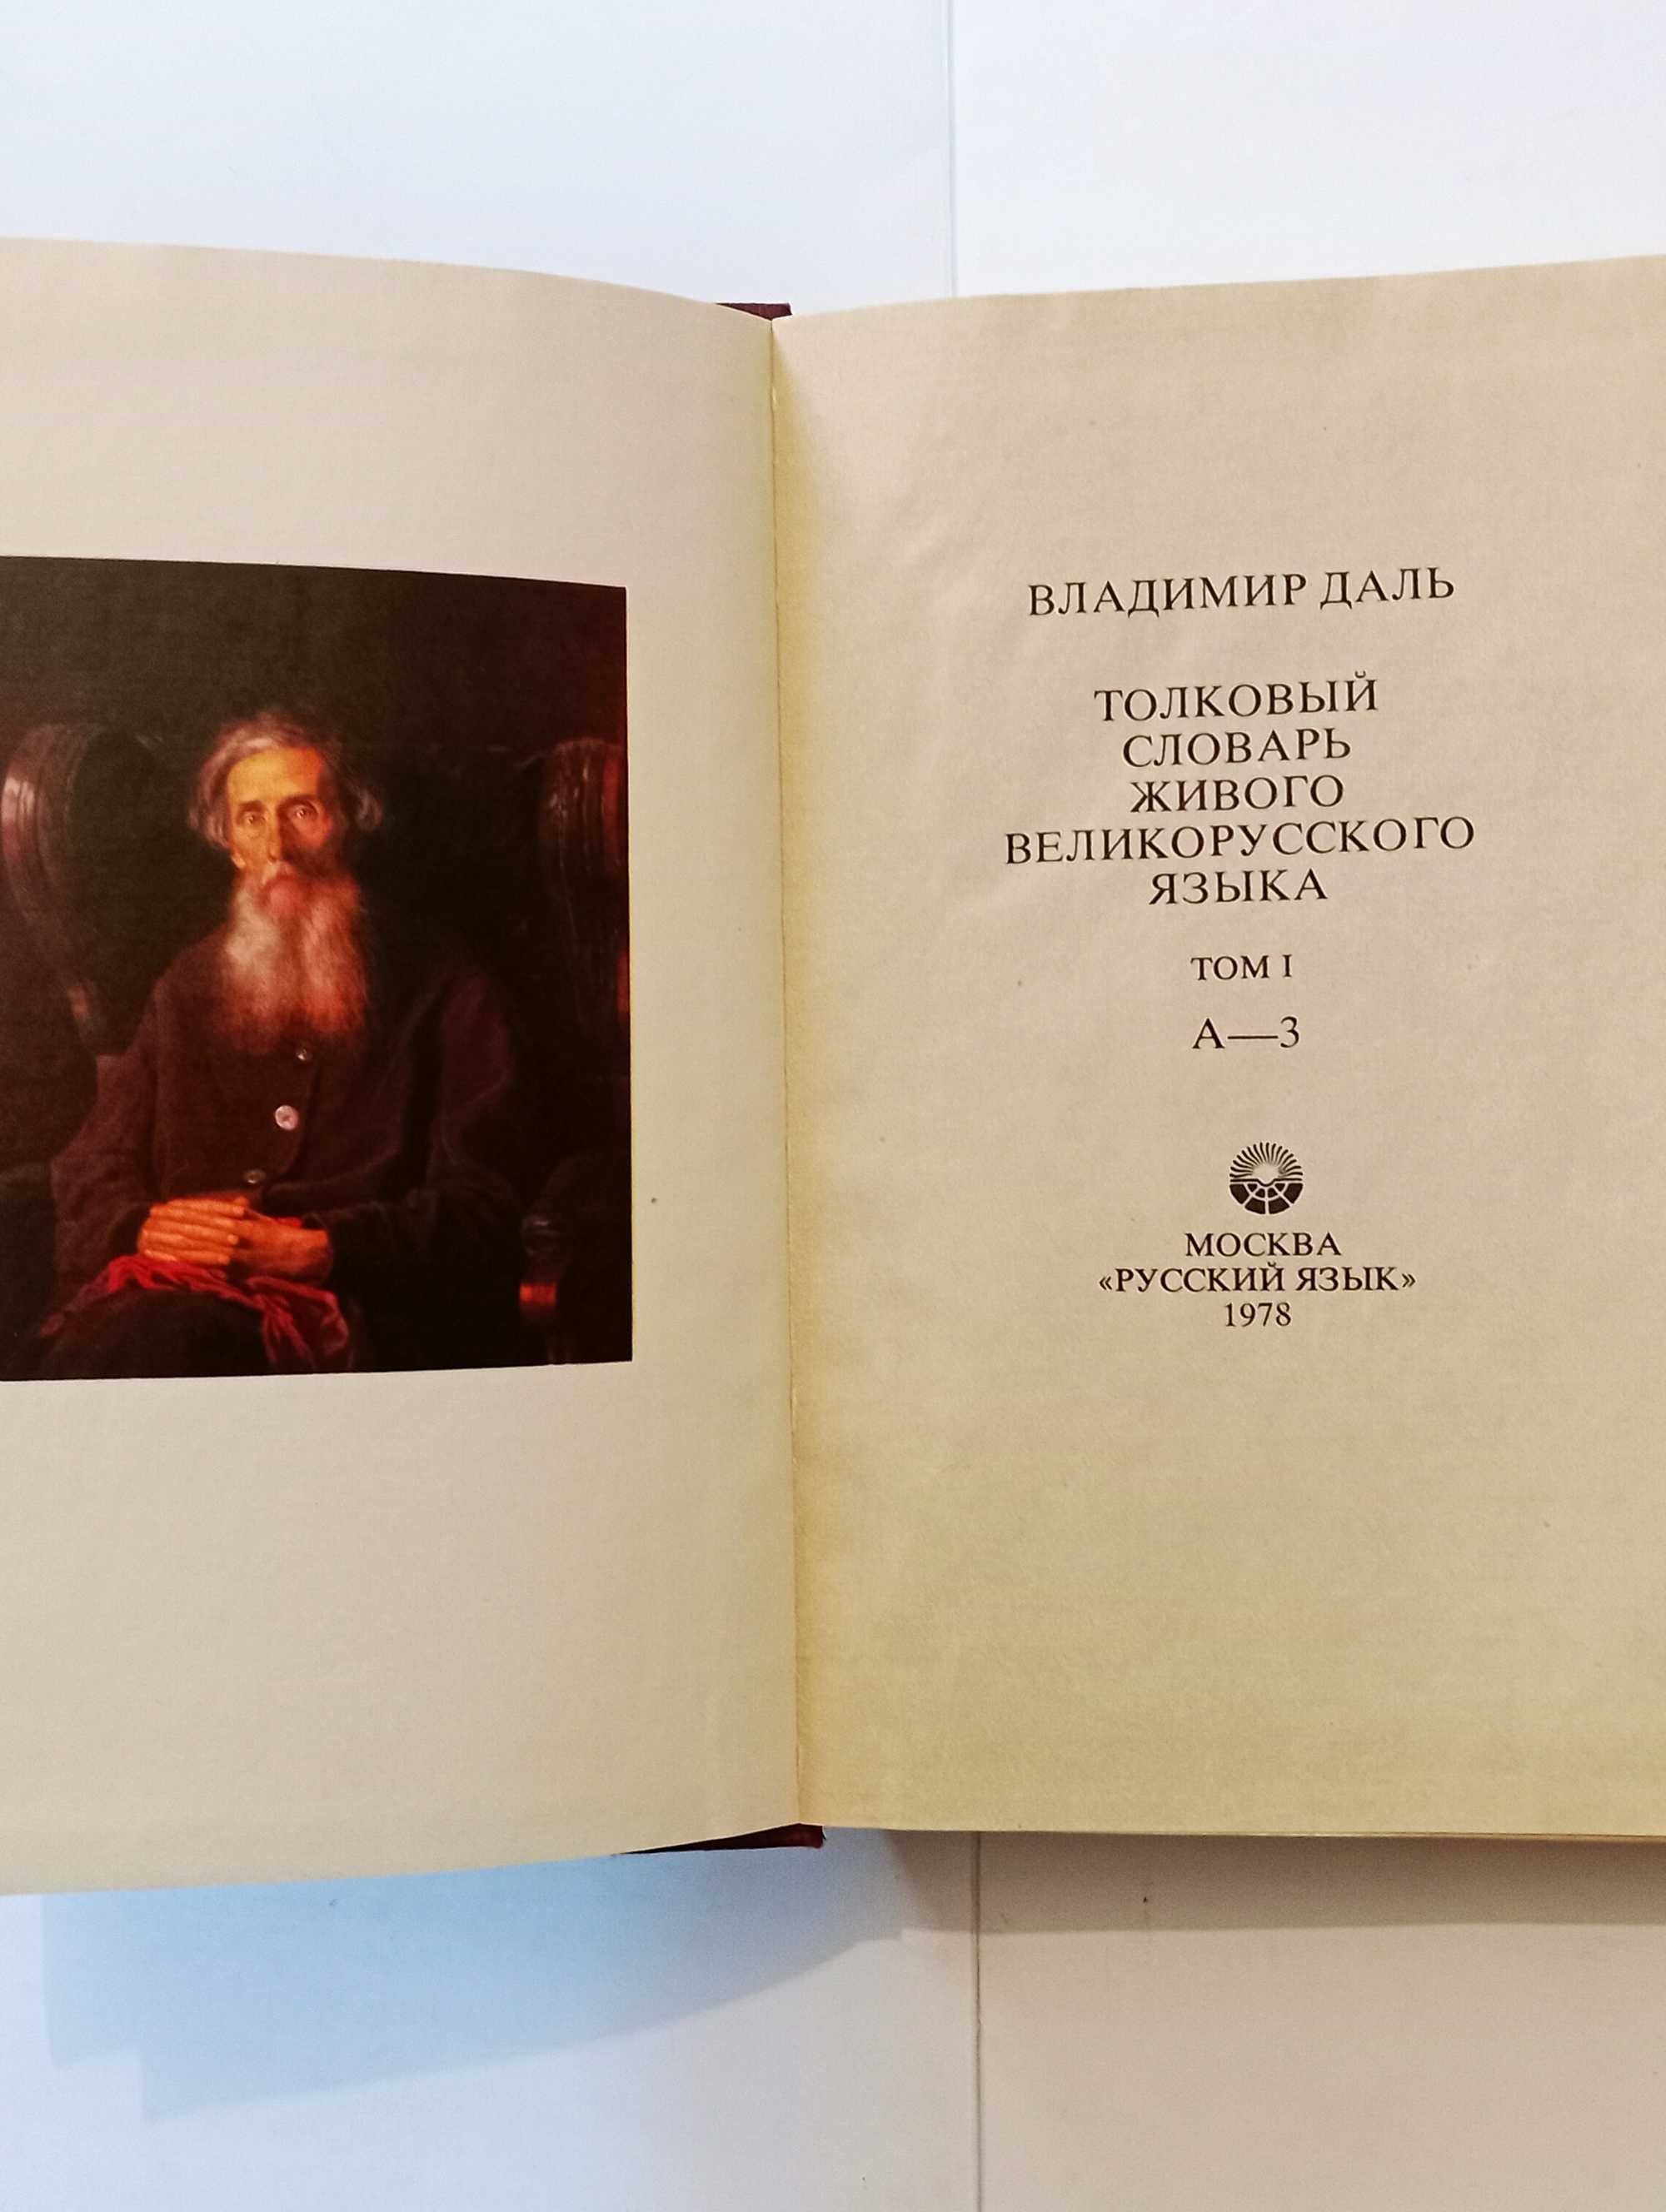 ВЛАДИМИР ДАЛЬ
ТОЛКОВЫЙ
СЛОВАРЬ
ЖИВОГО
ВЕЛИКОРУССКОГО
ЯЗЫКА
ТОМ I
А—З
МОСКВА
«РУССКИЙ ЯЗЫК»
1978